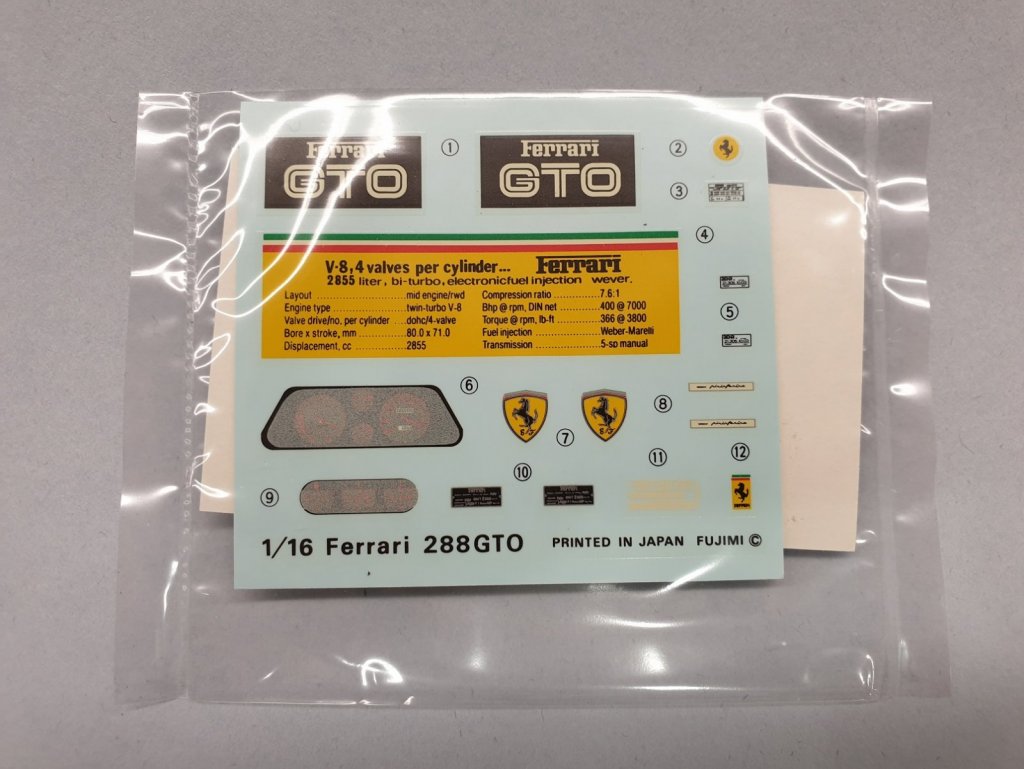 Ferrari
GTO
①
Ferrari
GTO
②
③
④
V-8,4 valves per cylinder... Ferrari
2855 liter, bi-turbo, electronicfuel injection wever.
Layout ........ mid engine/rwd
Engine type ........ twin-turbo V-8
Valve drive/no. per cylinder ....dohc/4-valve
Bore x stroke, mm ........ 80.0 x 71.0
Displacement, cc ........2855
Compression ratio ........7.6:1
Bhp @ rpm, DIN net ........400 @ 7000
Torque @ rpm, lb-ft ........366 @ 3800
Fuel injection ........Weber-Marelli
Transmission ........5-sp manual
⑤
⑥
⑦
⑧
pininfarina
pininfarina
⑨
⑩
⑪
⑫
1/16 Ferrari 288GTO
PRINTED IN JAPAN FUJIMI ©